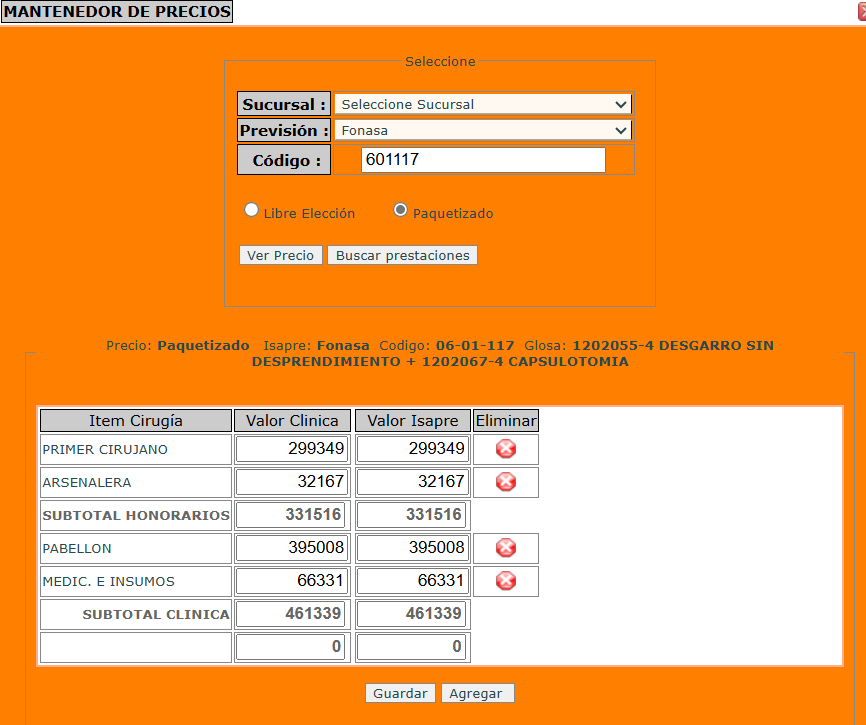 MANTENEDOR DE PRECIOS
Seleccione
Sucursal : Seleccione Sucursal
Previsión : Fonasa
Código : 601117
Libre Elección Paquetizado
Ver Precio Buscar prestaciones
Precio: Paquetizado Isapre: Fonasa Codigo: 06-01-117 Glosa: 1202055-4 DESGARRO SIN
DESPRENDIMIENTO + 1202067-4 CAPSULOTOMIA
Item Cirugía Valor Clinica Valor Isapre Eliminar
PRIMER CIRUJANO 299349 299349
ARSENALERA 32167 32167
SUBTOTAL HONORARIOS 331516 331516
PABELLON 395008 395008
MEDIC. E INSUMOS 66331 66331
SUBTOTAL CLINICA 461339 461339
0 0
Guardar Agregar